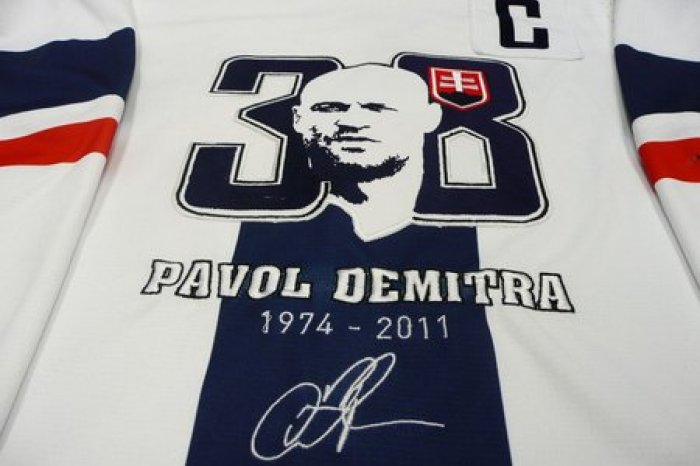 C
38
PAVOL DEMITRA
1974 - 2011